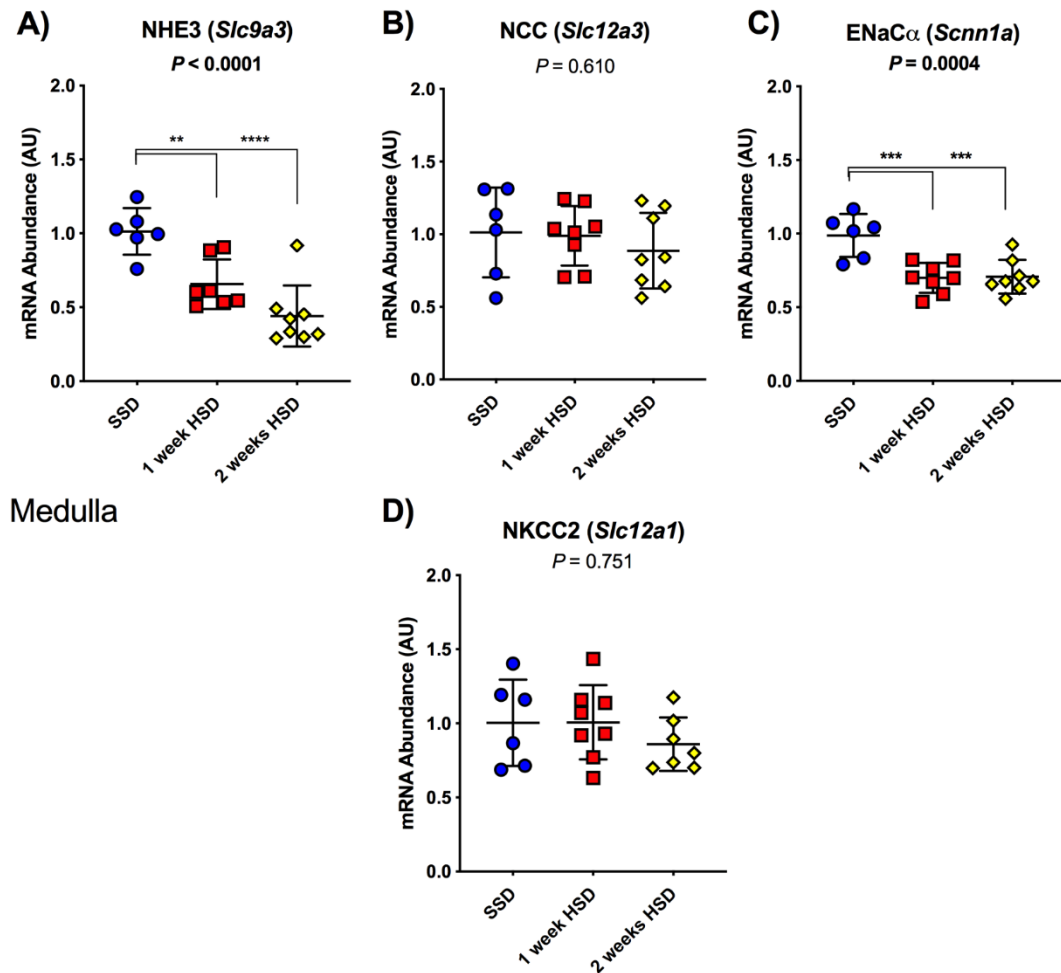 A)
NHE3 (Slc9a3)
P < 0.0001
mRNA Abundance (AU)
2.0
1.5
1.0
0.5
0.0
**
****
SSD
1 week HSD
2 weeks HSD
B)
NCC (Slc12a3)
P = 0.610
mRNA Abundance (AU)
2.0
1.5
1.0
0.5
0.0
SSD
1 week HSD
2 weeks HSD
C)
ENaCα (Scnn1a)
P = 0.0004
mRNA Abundance (AU)
2.0
1.5
1.0
0.5
0.0
***
***
SSD
1 week HSD
2 weeks HSD
Medulla
D)
NKCC2 (Slc12a1)
P = 0.751
mRNA Abundance (AU)
2.0
1.5
1.0
0.5
0.0
SSD
1 week HSD
2 weeks HSD